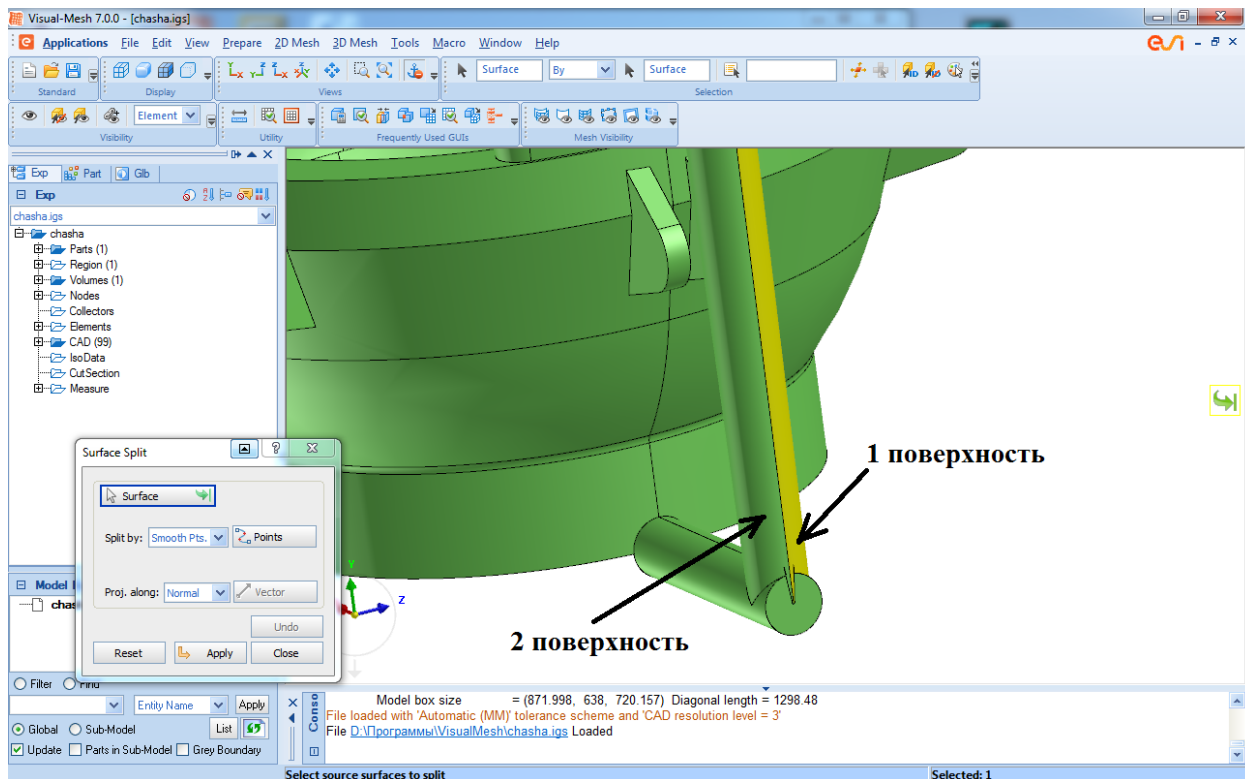 Visual-Mesh 7.0.0 - [chasha.igs]
Applications File Edit View Prepare 2D Mesh 3D Mesh Tools Macro Window Help
esi
Surface By Surface
Standard Display Views Selection
Element
Visibility Utility Frequently Used GUIs Mesh Visibility
Exp Part Glb
Exp
chasha.igs
chasha
Parts (1)
Region (1)
Volumes (1)
Nodes
Collectors
Elements
CAD (99)
IsoData
CutSection
Measure
Surface Split
Surface
Split by: Smooth Pts. Points
Proj. along: Normal Vector
Undo
Reset Apply Close
1 поверхность
2 поверхность
Y
Z
Filter
Entity Name Apply
Global Sub-Model List
Update Parts in Sub-Model Grey Boundary
Conso
Model box size = (871.998, 638, 720.157) Diagonal length = 1298.48
File loaded with 'Automatic (MM)' tolerance scheme and 'CAD resolution level = 3'
File D:\Программы\VisualMesh\chasha.igs Loaded
Select source surfaces to split Selected: 1